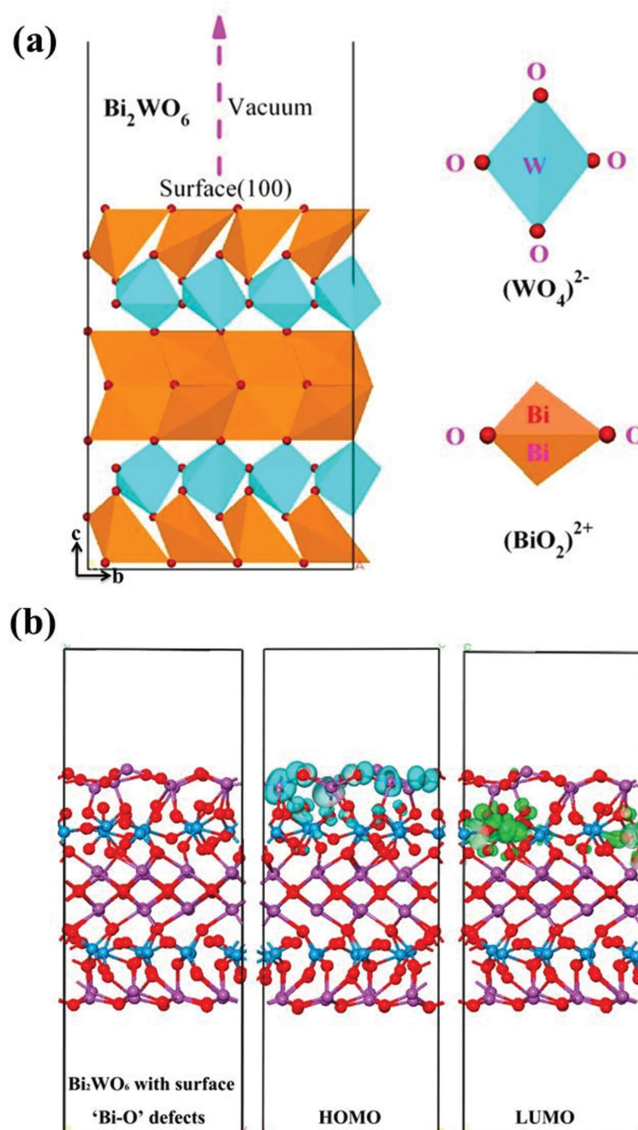 (a)
Bi₂WO₆
Vacuum
Surface(100)
O
O
W
O
O
(WO₄)²⁻
Bi
O
Bi
O
(BiO₂)²⁺
c
b
A
(b)
Bi₂WO₆ with surface
‘Bi-O’ defects
HOMO
LUMO